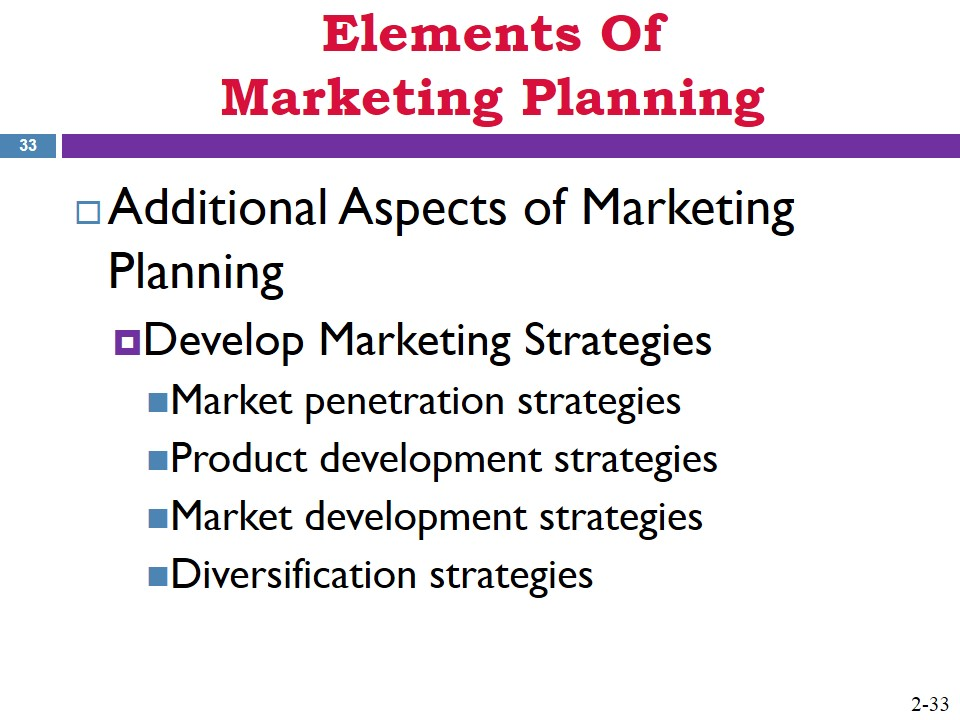 Elements Of
Marketing Planning
33
Additional Aspects of Marketing
Planning
Develop Marketing Strategies
Market penetration strategies
Product development strategies
Market development strategies
Diversification strategies
2-33